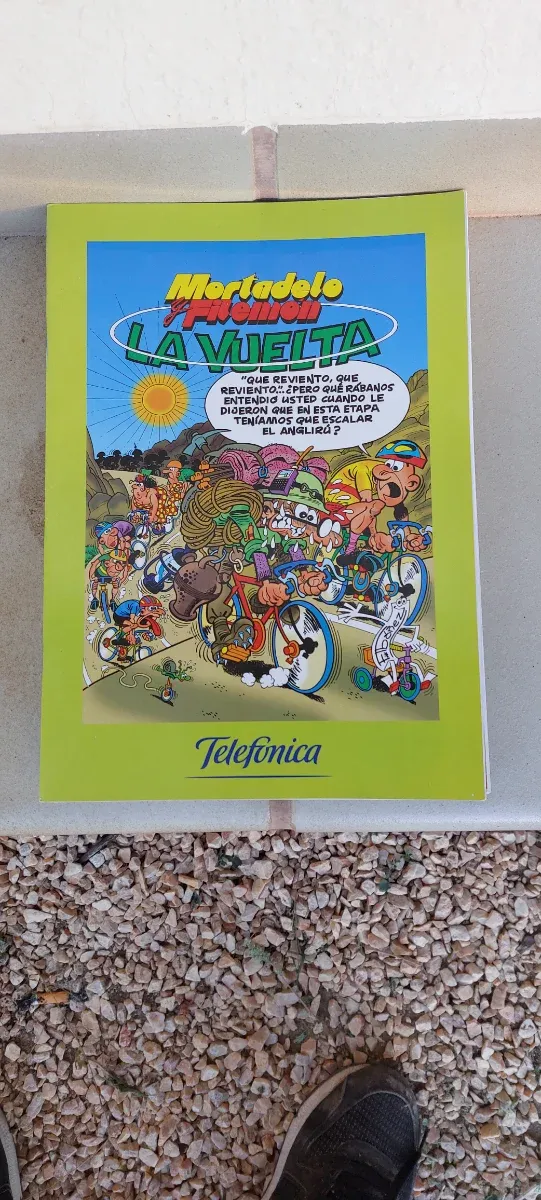 Mortadelo
y Filemón
LA VUELTA
"QUE REVIENTO, QUE
REVIENTO."..¿PERO QUÉ RÁBANOS
ENTENDIÓ USTED CUANDO LE
DIJERON QUE EN ESTA ETAPA
TENÍAMOS QUE ESCALAR
EL ANGLIRÚ?
Telefónica